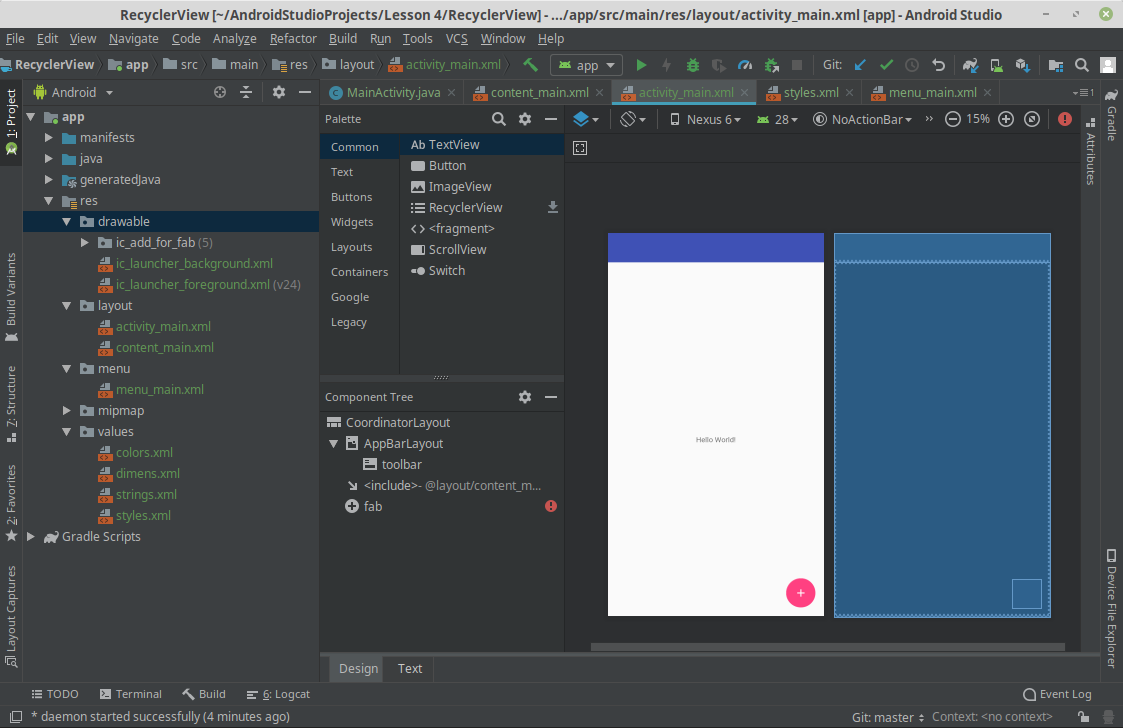 RecyclerView [~/AndroidStudioProjects/Lesson 4/RecyclerView] - .../app/src/main/res/layout/activity_main.xml [app] - Android Studio
File Edit View Navigate Code Analyze Refactor Build Run Tools VCS Window Help
RecyclerView app src main res layout activity_main.xml app Git:
1: Project
Build Variants
7: Structure
2: Favorites
Layout Captures
Android
app
manifests
java
generatedJava
res
drawable
ic_add_for_fab (5)
ic_launcher_background.xml
ic_launcher_foreground.xml (v24)
layout
activity_main.xml
content_main.xml
menu
menu_main.xml
mipmap
values
colors.xml
dimens.xml
strings.xml
styles.xml
Gradle Scripts
MainActivity.java content_main.xml activity_main.xml styles.xml menu_main.xml 1
Palette
Common
Text
Buttons
Widgets
Layouts
Containers
Google
Legacy
Ab TextView
Button
ImageView
RecyclerView
<fragment>
ScrollView
Switch
Component Tree
CoordinatorLayout
AppBarLayout
toolbar
<include>- @layout/content_m...
fab
Nexus 6 28 NoActionBar 15%
Hello World!
Gradle
Attributes
Device File Explorer
Design Text
TODO Terminal Build 6: Logcat Event Log
* daemon started successfully (4 minutes ago) Git: master Context: <no context>